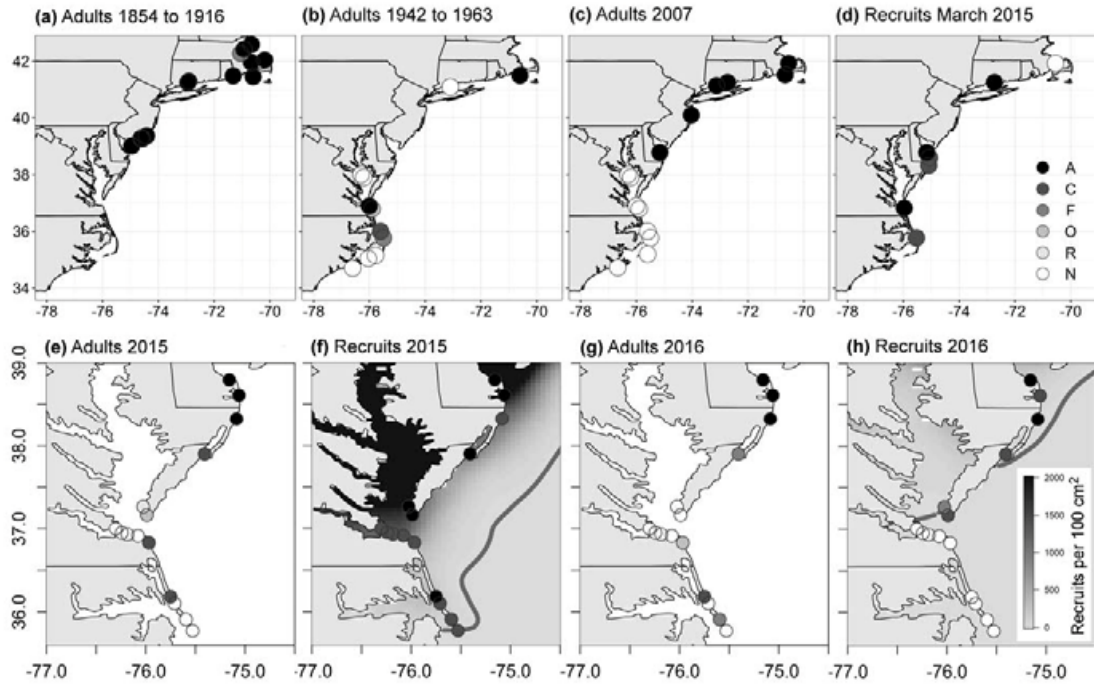 (a) Adults 1854 to 1916
(b) Adults 1942 to 1963
(c) Adults 2007
(d) Recruits March 2015
42
40
38
36
34
A
C
F
O
R
N
-78 -76 -74 -72 -70
-78 -76 -74 -72 -70
-78 -76 -74 -72 -70
-78 -76 -74 -72 -70
(e) Adults 2015
(f) Recruits 2015
(g) Adults 2016
(h) Recruits 2016
39.0
38.0
37.0
36.0
Recruits per 100 cm²
2000
1500
1000
500
0
-77.0 -76.0 -75.0
-77.0 -76.0 -75.0
-77.0 -76.0 -75.0
-77.0 -76.0 -75.0